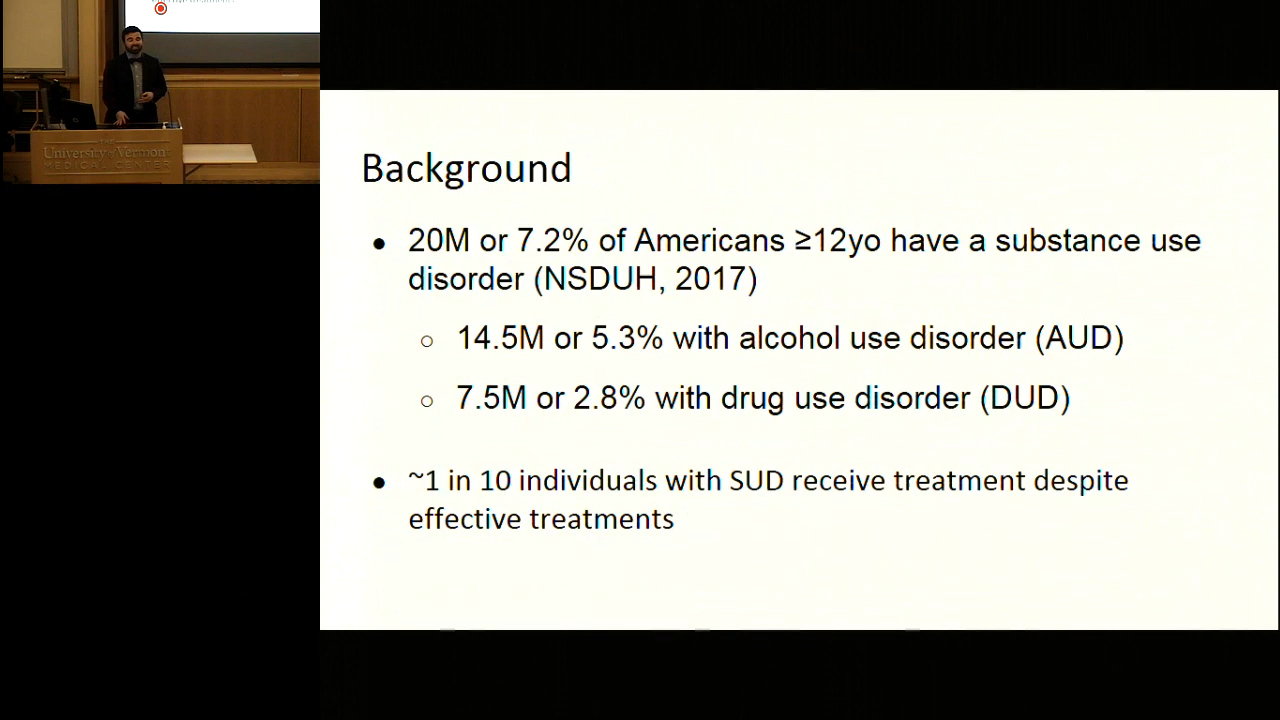 THE
University of Vermont
MEDICAL CENTER
Background
• 20M or 7.2% of Americans ≥12yo have a substance use
disorder (NSDUH, 2017)
○ 14.5M or 5.3% with alcohol use disorder (AUD)
○ 7.5M or 2.8% with drug use disorder (DUD)
• ~1 in 10 individuals with SUD receive treatment despite
effective treatments